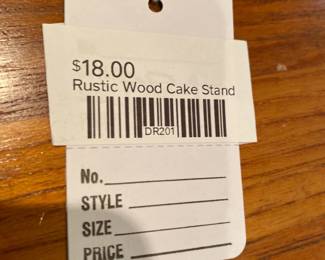 $18.00
Rustic Wood Cake Stand
DR201
No.
STYLE
SIZE
PRICE